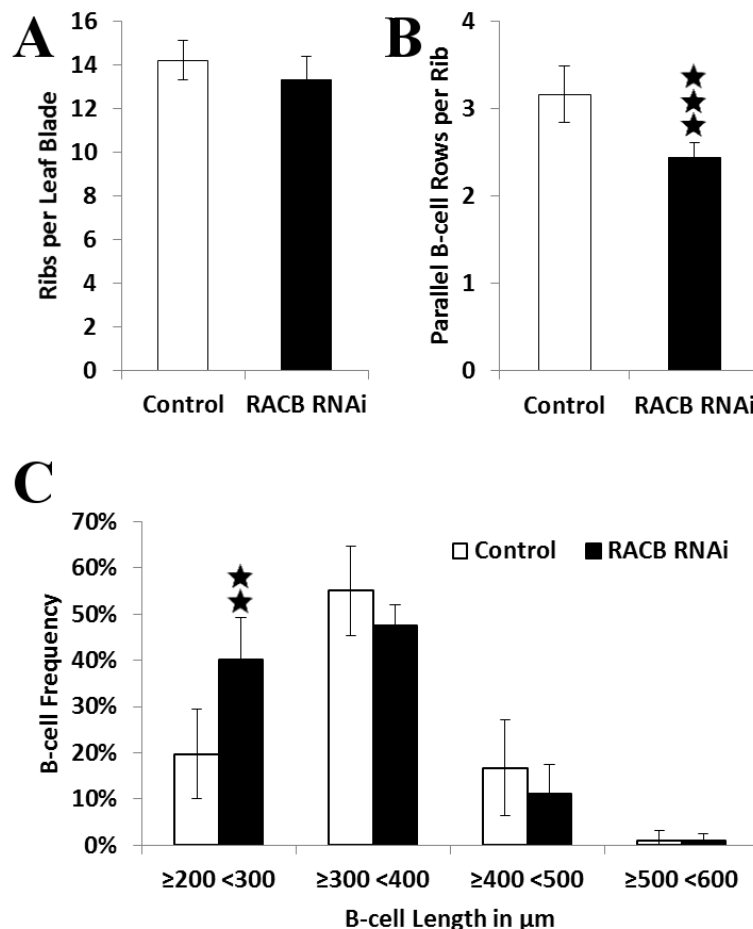 A
Ribs per Leaf Blade
16
14
12
10
8
6
4
2
0
Control
RACB RNAi
B
Parallel B-cell Rows per Rib
4
3
2
1
0
Control
RACB RNAi
C
B-cell Frequency
70%
60%
50%
40%
30%
20%
10%
0%
Control
RACB RNAi
≥200 <300
≥300 <400
≥400 <500
≥500 <600
B-cell Length in µm